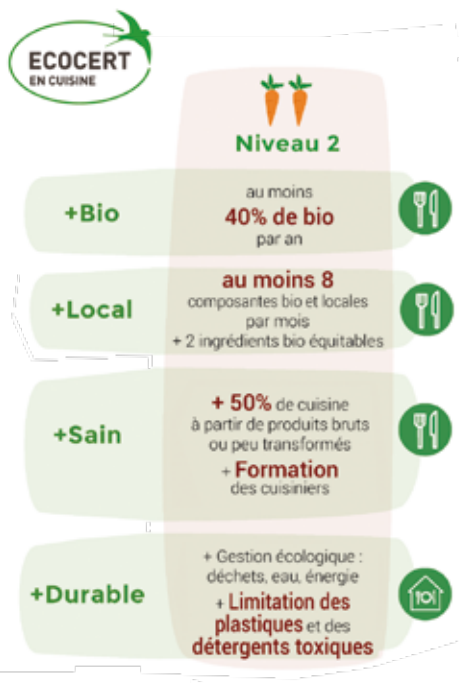 ECOCERT
EN CUISINE
Niveau 2
+Bio
au moins
40% de bio
par an
+Local
au moins 8
composantes bio et locales
par mois
+ 2 ingrédients bio équitables
+Sain
+ 50% de cuisine
à partir de produits bruts
ou peu transformés
+ Formation
des cuisiniers
+Durable
+ Gestion écologique :
déchets, eau, énergie
+ Limitation des
plastiques et des
détergents toxiques